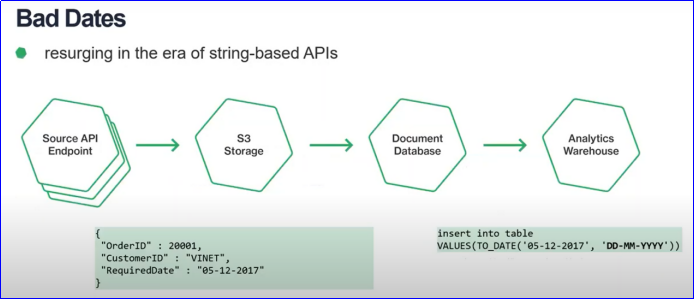 Bad Dates
resurging in the era of string-based APIs
Source API
Endpoint
S3
Storage
Document
Database
Analytics
Warehouse
{
"OrderID" : 20001,
"CustomerID" : "VINET",
"RequiredDate" : "05-12-2017"
}
insert into table
VALUES(TO_DATE('05-12-2017', 'DD-MM-YYYY'))